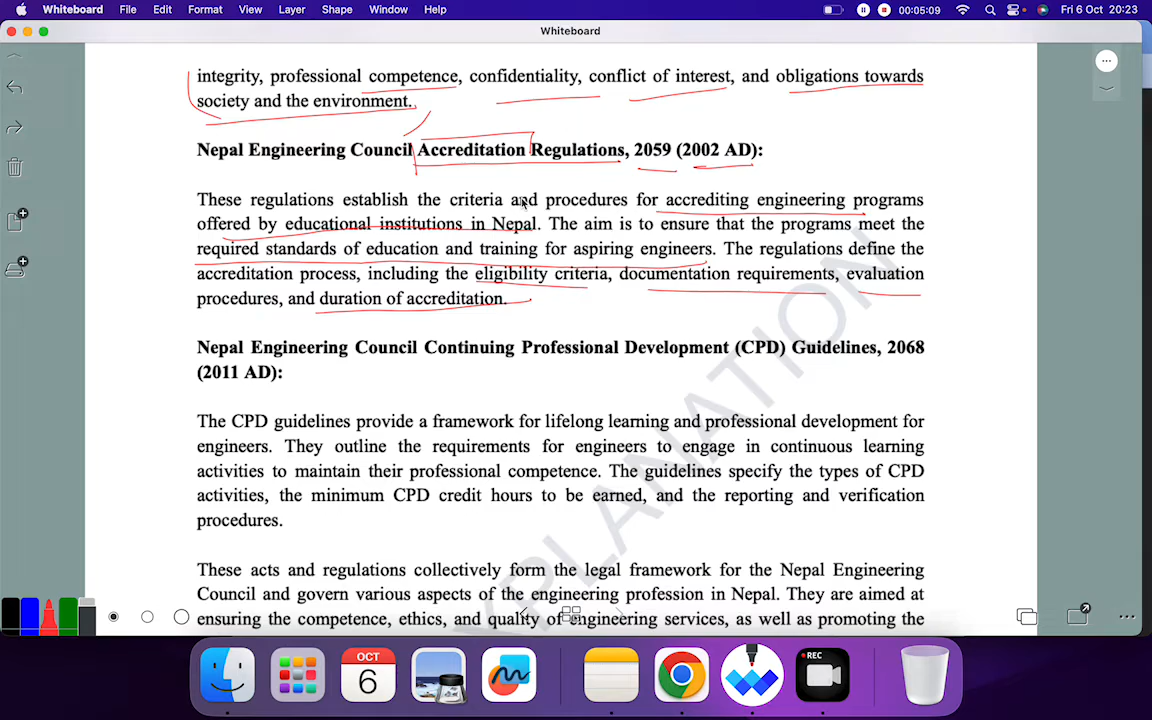 Whiteboard File Edit Format View Layer Shape Window Help 00:05:09 Fri 6 Oct 20:23
Whiteboard
integrity, professional competence, confidentiality, conflict of interest, and obligations towards
society and the environment.
Nepal Engineering Council Accreditation Regulations, 2059 (2002 AD):
These regulations establish the criteria and procedures for accrediting engineering programs
offered by educational institutions in Nepal. The aim is to ensure that the programs meet the
required standards of education and training for aspiring engineers. The regulations define the
accreditation process, including the eligibility criteria, documentation requirements, evaluation
procedures, and duration of accreditation.
Nepal Engineering Council Continuing Professional Development (CPD) Guidelines, 2068
(2011 AD):
The CPD guidelines provide a framework for lifelong learning and professional development for
engineers. They outline the requirements for engineers to engage in continuous learning
activities to maintain their professional competence. The guidelines specify the types of CPD
activities, the minimum CPD credit hours to be earned, and the reporting and verification
procedures.
These acts and regulations collectively form the legal framework for the Nepal Engineering
Council and govern various aspects of the engineering profession in Nepal. They are aimed at
ensuring the competence, ethics, and quality of engineering services, as well as promoting the
XPLANATION
OCT
6
REC